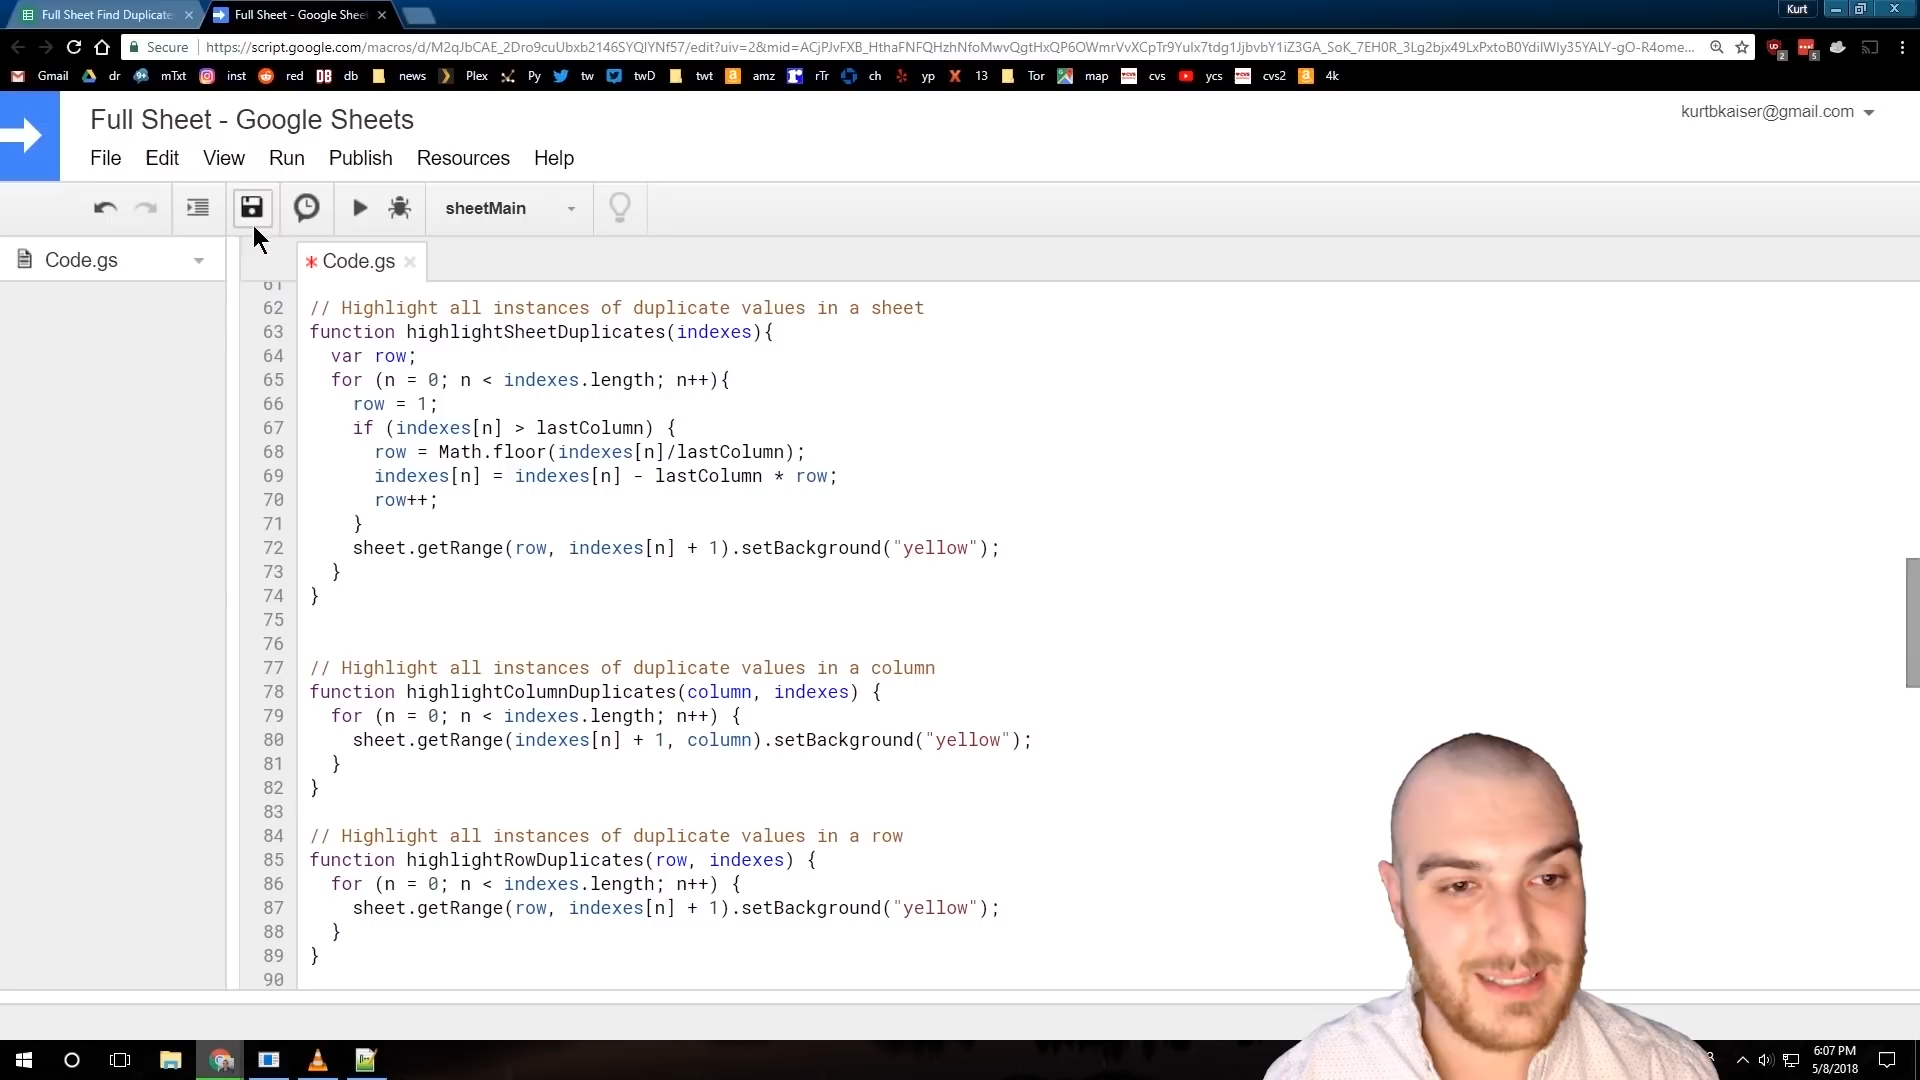 Full Sheet Find Duplicate
Full Sheet - Google Shee
Kurt
Secure
https://script.google.com/macros/d/M2qJbCAE_2Dro9cuUbxb2146SYQIYNf57/edit?uiv=2&mid=ACjPJvFXB_HthaFNFQHzhNfoMwvQgtHxQP6OWmrVvXCpTr9Yulx7tdg1JjbvbY1iZ3GA_SoK_7EH0R_3Lg2bjx49LxPxtoB0YdilWIy35YALY-gO-R4ome...
Gmail dr mTxt inst red DB db news Plex Py tw twD twt amz rTr ch yp 13 Tor map cvs ycs cvs2 4k
Full Sheet - Google Sheets
kurtbkaiser@gmail.com
File Edit View Run Publish Resources Help
sheetMain
Code.gs
* Code.gs
61
62 // Highlight all instances of duplicate values in a sheet
63 function highlightSheetDuplicates(indexes){
64 var row;
65 for (n = 0; n < indexes.length; n++){
66 row = 1;
67 if (indexes[n] > lastColumn) {
68 row = Math.floor(indexes[n]/lastColumn);
69 indexes[n] = indexes[n] - lastColumn * row;
70 row++;
71 }
72 sheet.getRange(row, indexes[n] + 1).setBackground("yellow");
73 }
74 }
75
76
77 // Highlight all instances of duplicate values in a column
78 function highlightColumnDuplicates(column, indexes) {
79 for (n = 0; n < indexes.length; n++) {
80 sheet.getRange(indexes[n] + 1, column).setBackground("yellow");
81 }
82 }
83
84 // Highlight all instances of duplicate values in a row
85 function highlightRowDuplicates(row, indexes) {
86 for (n = 0; n < indexes.length; n++) {
87 sheet.getRange(row, indexes[n] + 1).setBackground("yellow");
88 }
89 }
90
6:07 PM
5/8/2018